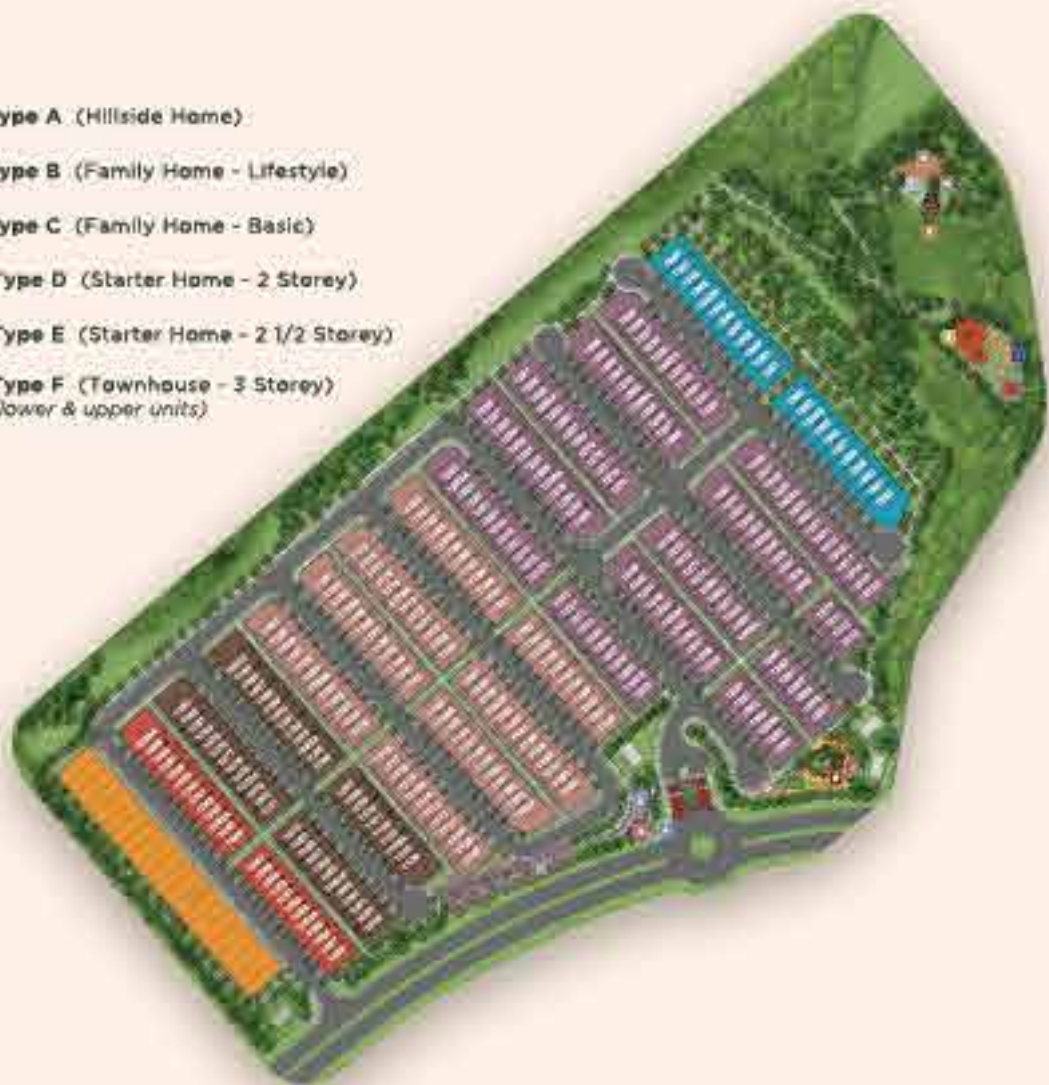 ype A (Hillside Home)
ype B (Family Home - Lifestyle)
ype C (Family Home - Basic)
Type D (Starter Home - 2 Storey)
Type E (Starter Home - 2 1/2 Storey)
Type F (Townhouse - 3 Storey)
lower & upper units)